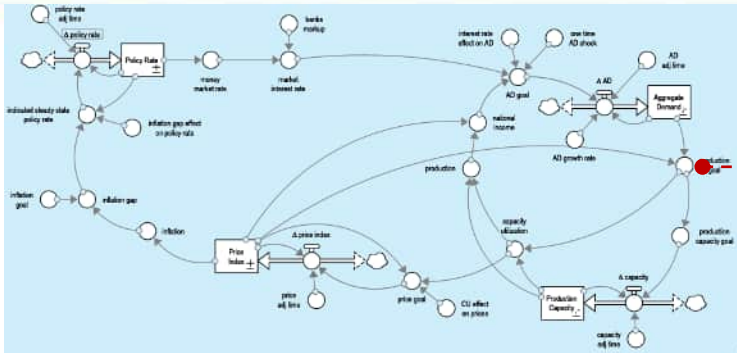 policy rate
adj time
Δ policy rate
Policy Rate
banks
markup
money
market rate
market
interest rate
interest rate
effect on AD
one time
AD shock
AD goal
AD
adj time
Δ AD
Aggregate
Demand
indicated steady state
policy rate
inflation gap effect
on policy rate
national
income
AD growth rate
production
inflation
goal
inflation gap
inflation
Δ price index
Price
Index
capacity
utilization
production
capacity goal
price
adj time
price goal
CU effect
on prices
Δ capacity
Production
Capacity
capacity
adj time